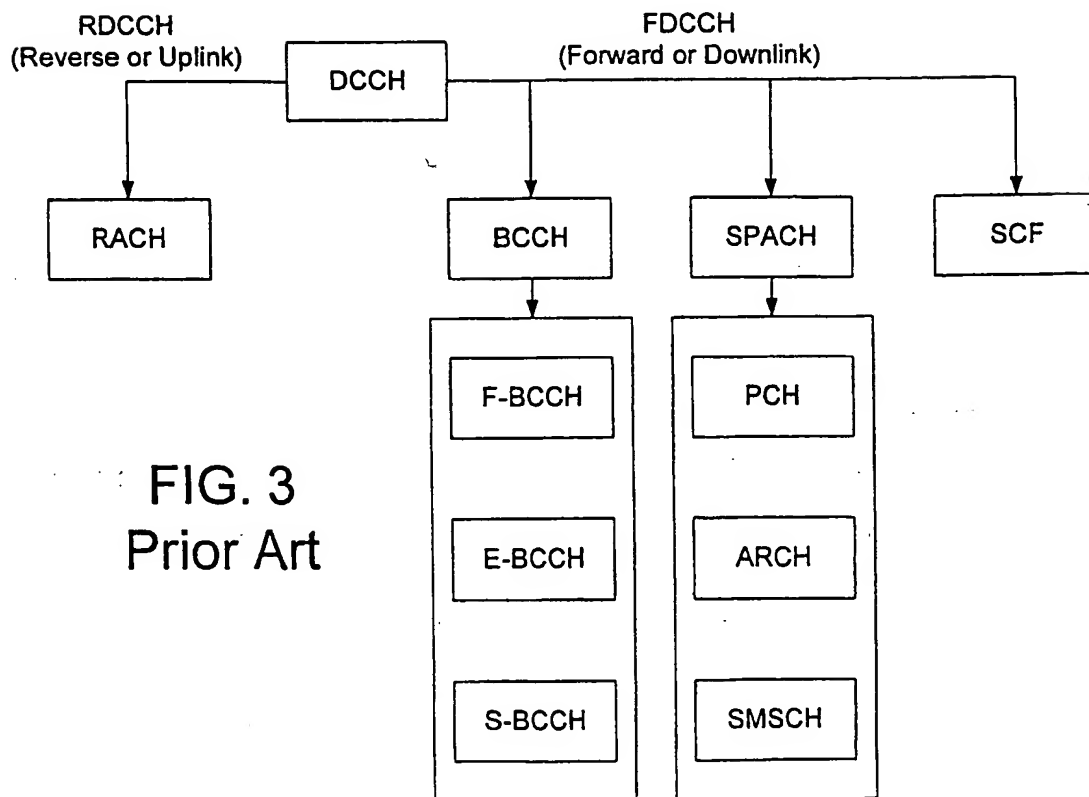 RDCCH
(Reverse or Uplink)
FDCCH
(Forward or Downlink)
DCCH
RACH
BCCH
SPACH
SCF
F-BCCH
PCH
E-BCCH
ARCH
S-BCCH
SMSCH
FIG. 3
Prior Art